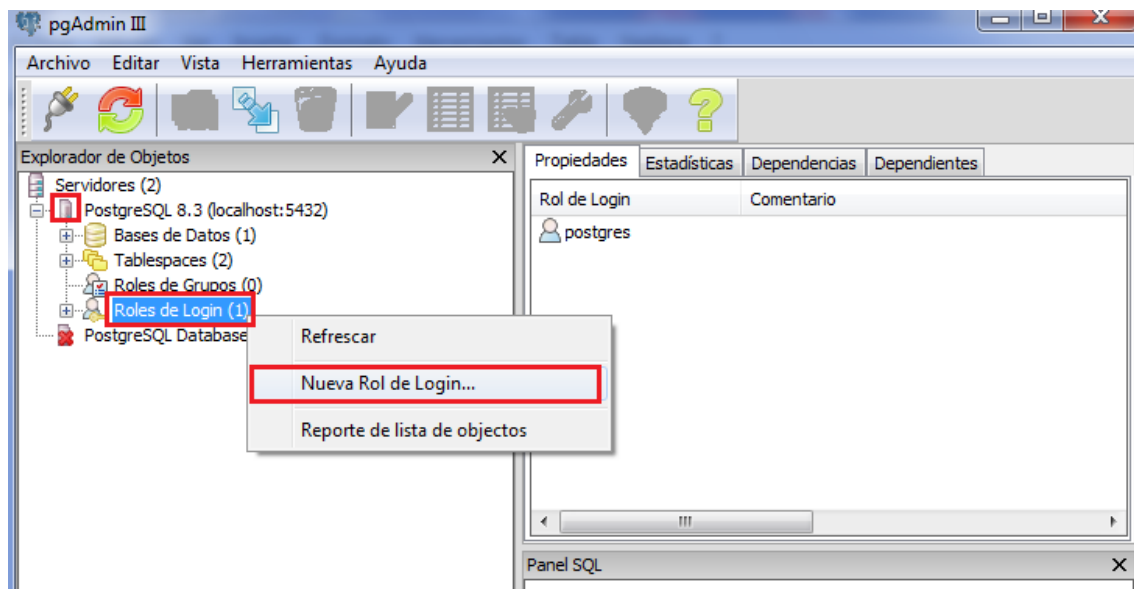 pgAdmin III
Archivo Editar Vista Herramientas Ayuda
Explorador de Objetos
Servidores (2)
PostgreSQL 8.3 (localhost:5432)
Bases de Datos (1)
Tablespaces (2)
Roles de Grupos (0)
Roles de Login (1)
PostgreSQL Database
Refrescar
Nueva Rol de Login...
Reporte de lista de objectos
Propiedades Estadísticas Dependencias Dependientes
Rol de Login Comentario
postgres
Panel SQL